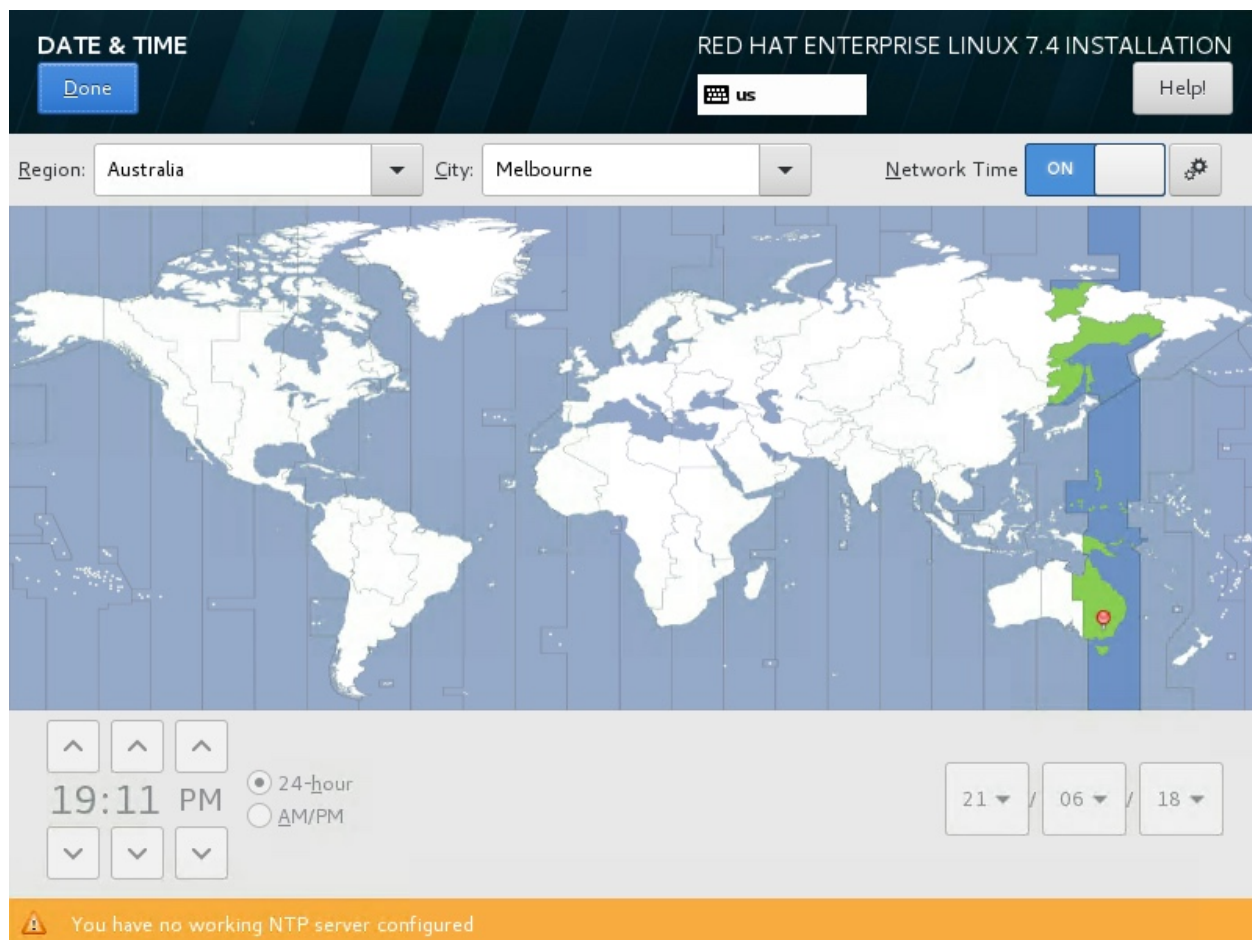 DATE & TIME
RED HAT ENTERPRISE LINUX 7.4 INSTALLATION
Done
us
Help!
Region: Australia
City: Melbourne
Network Time ON
19:11 PM
24-hour
AM/PM
21 / 06 / 18
You have no working NTP server configured